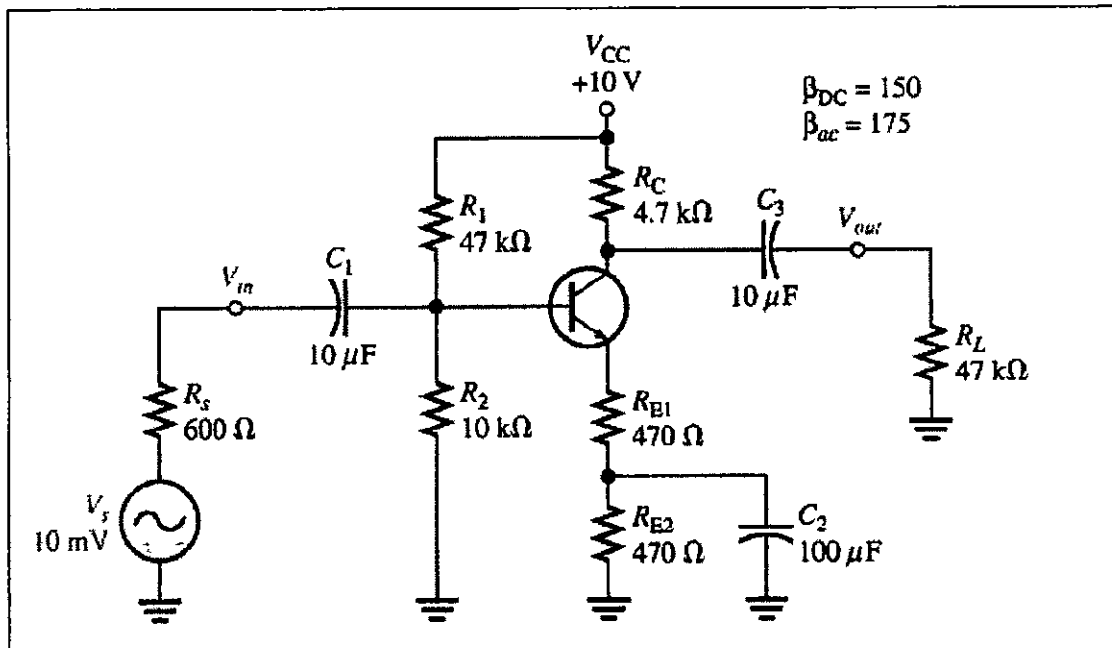 V_CC
+10 V
β_DC = 150
β_ac = 175
R_C
4.7 kΩ
C_3
V_out
R_1
47 kΩ
C_1
V_in
10 μF
10 μF
R_L
47 kΩ
R_s
600 Ω
R_2
10 kΩ
R_E1
470 Ω
V_s
10 mV
R_E2
470 Ω
C_2
100 μF